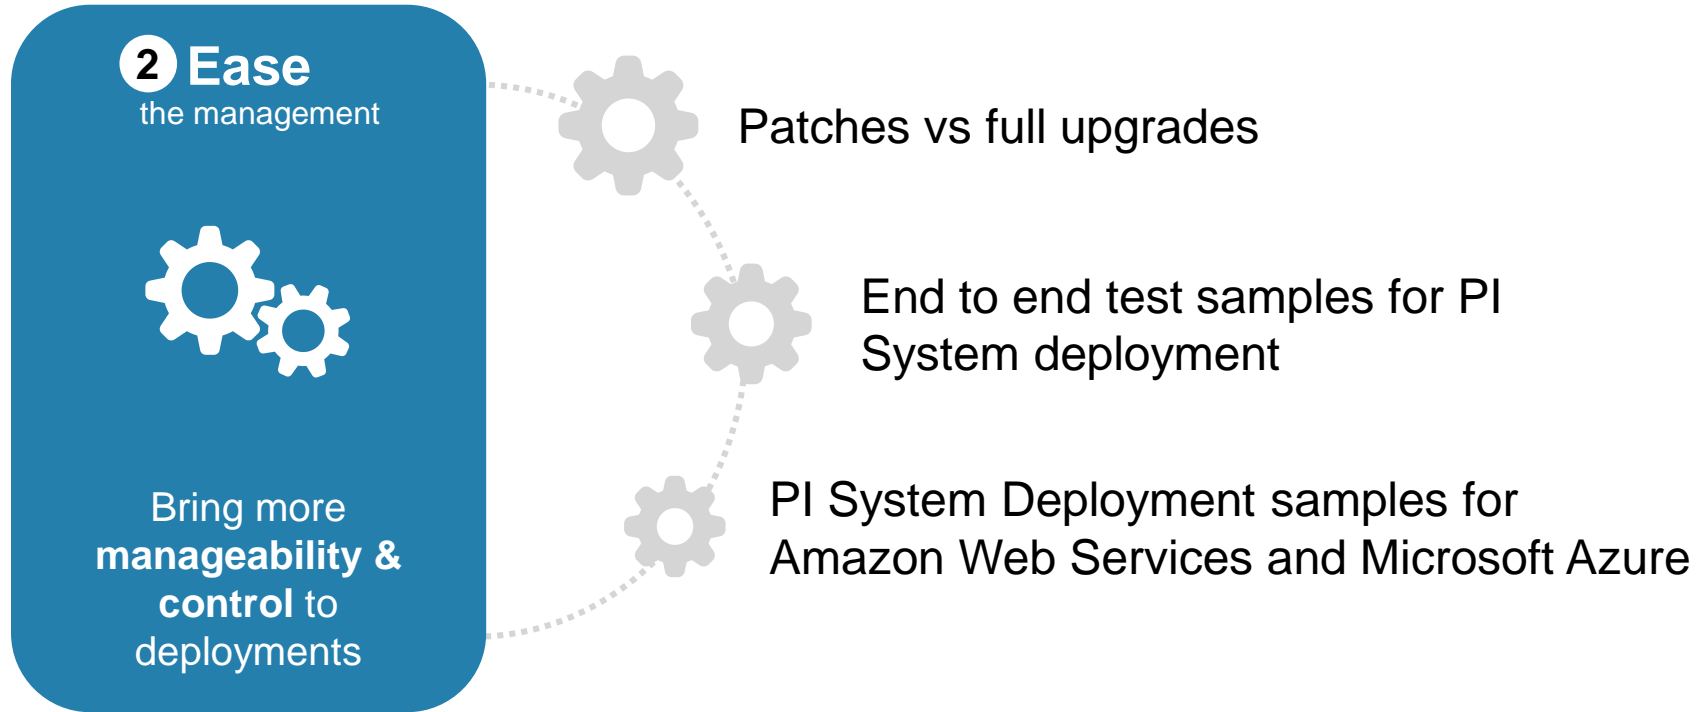 2 Ease
the management
Bring more
manageability &
control to
deployments
Patches vs full upgrades
End to end test samples for PI
System deployment
PI System Deployment samples for
Amazon Web Services and Microsoft Azure